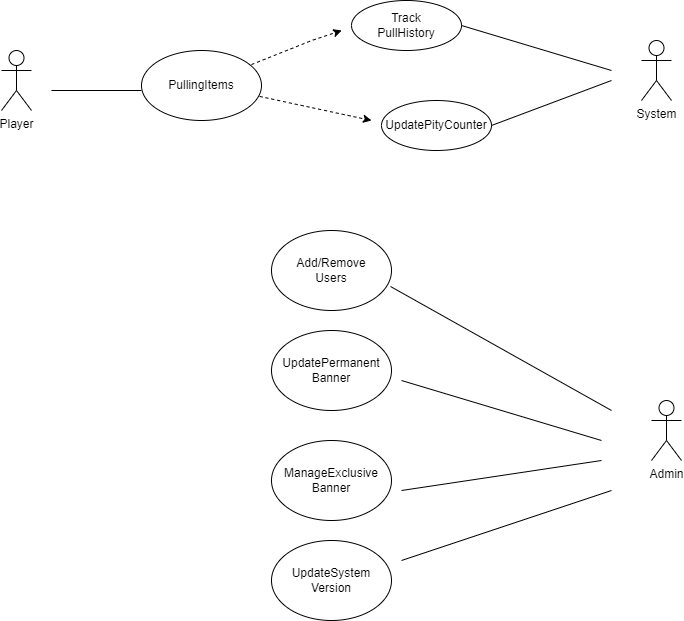 Track
PullHistory
PullingItems
Player
UpdatePityCounter
System
Add/Remove
Users
UpdatePermanent
Banner
ManageExclusive
Banner
Admin
UpdateSystem
Version